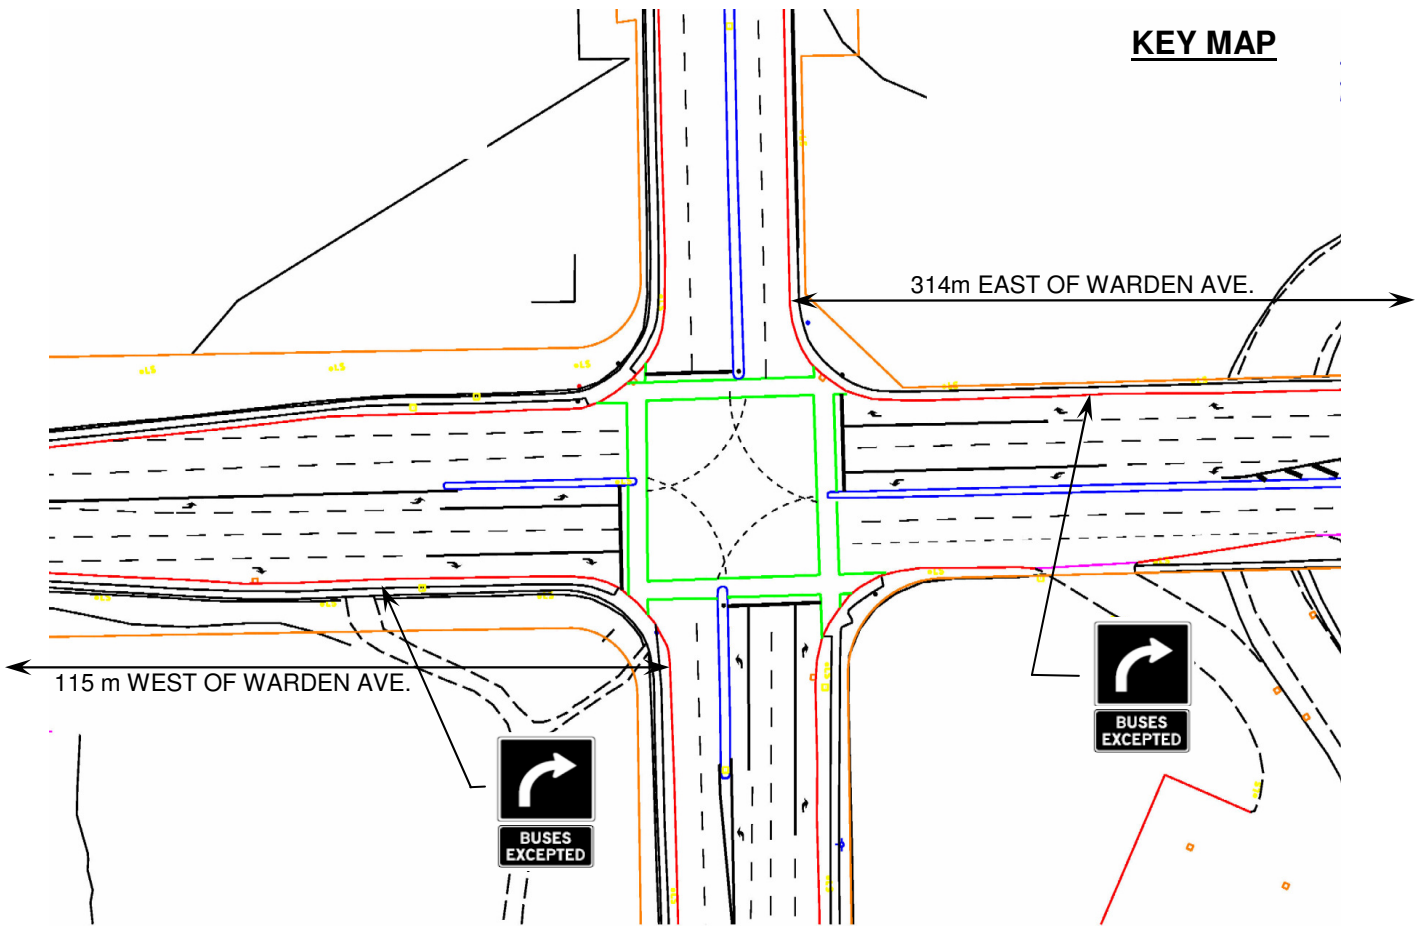 KEY MAP
314m EAST OF WARDEN AVE.
115 m WEST OF WARDEN AVE.
BUSES
EXCEPTED
BUSES
EXCEPTED